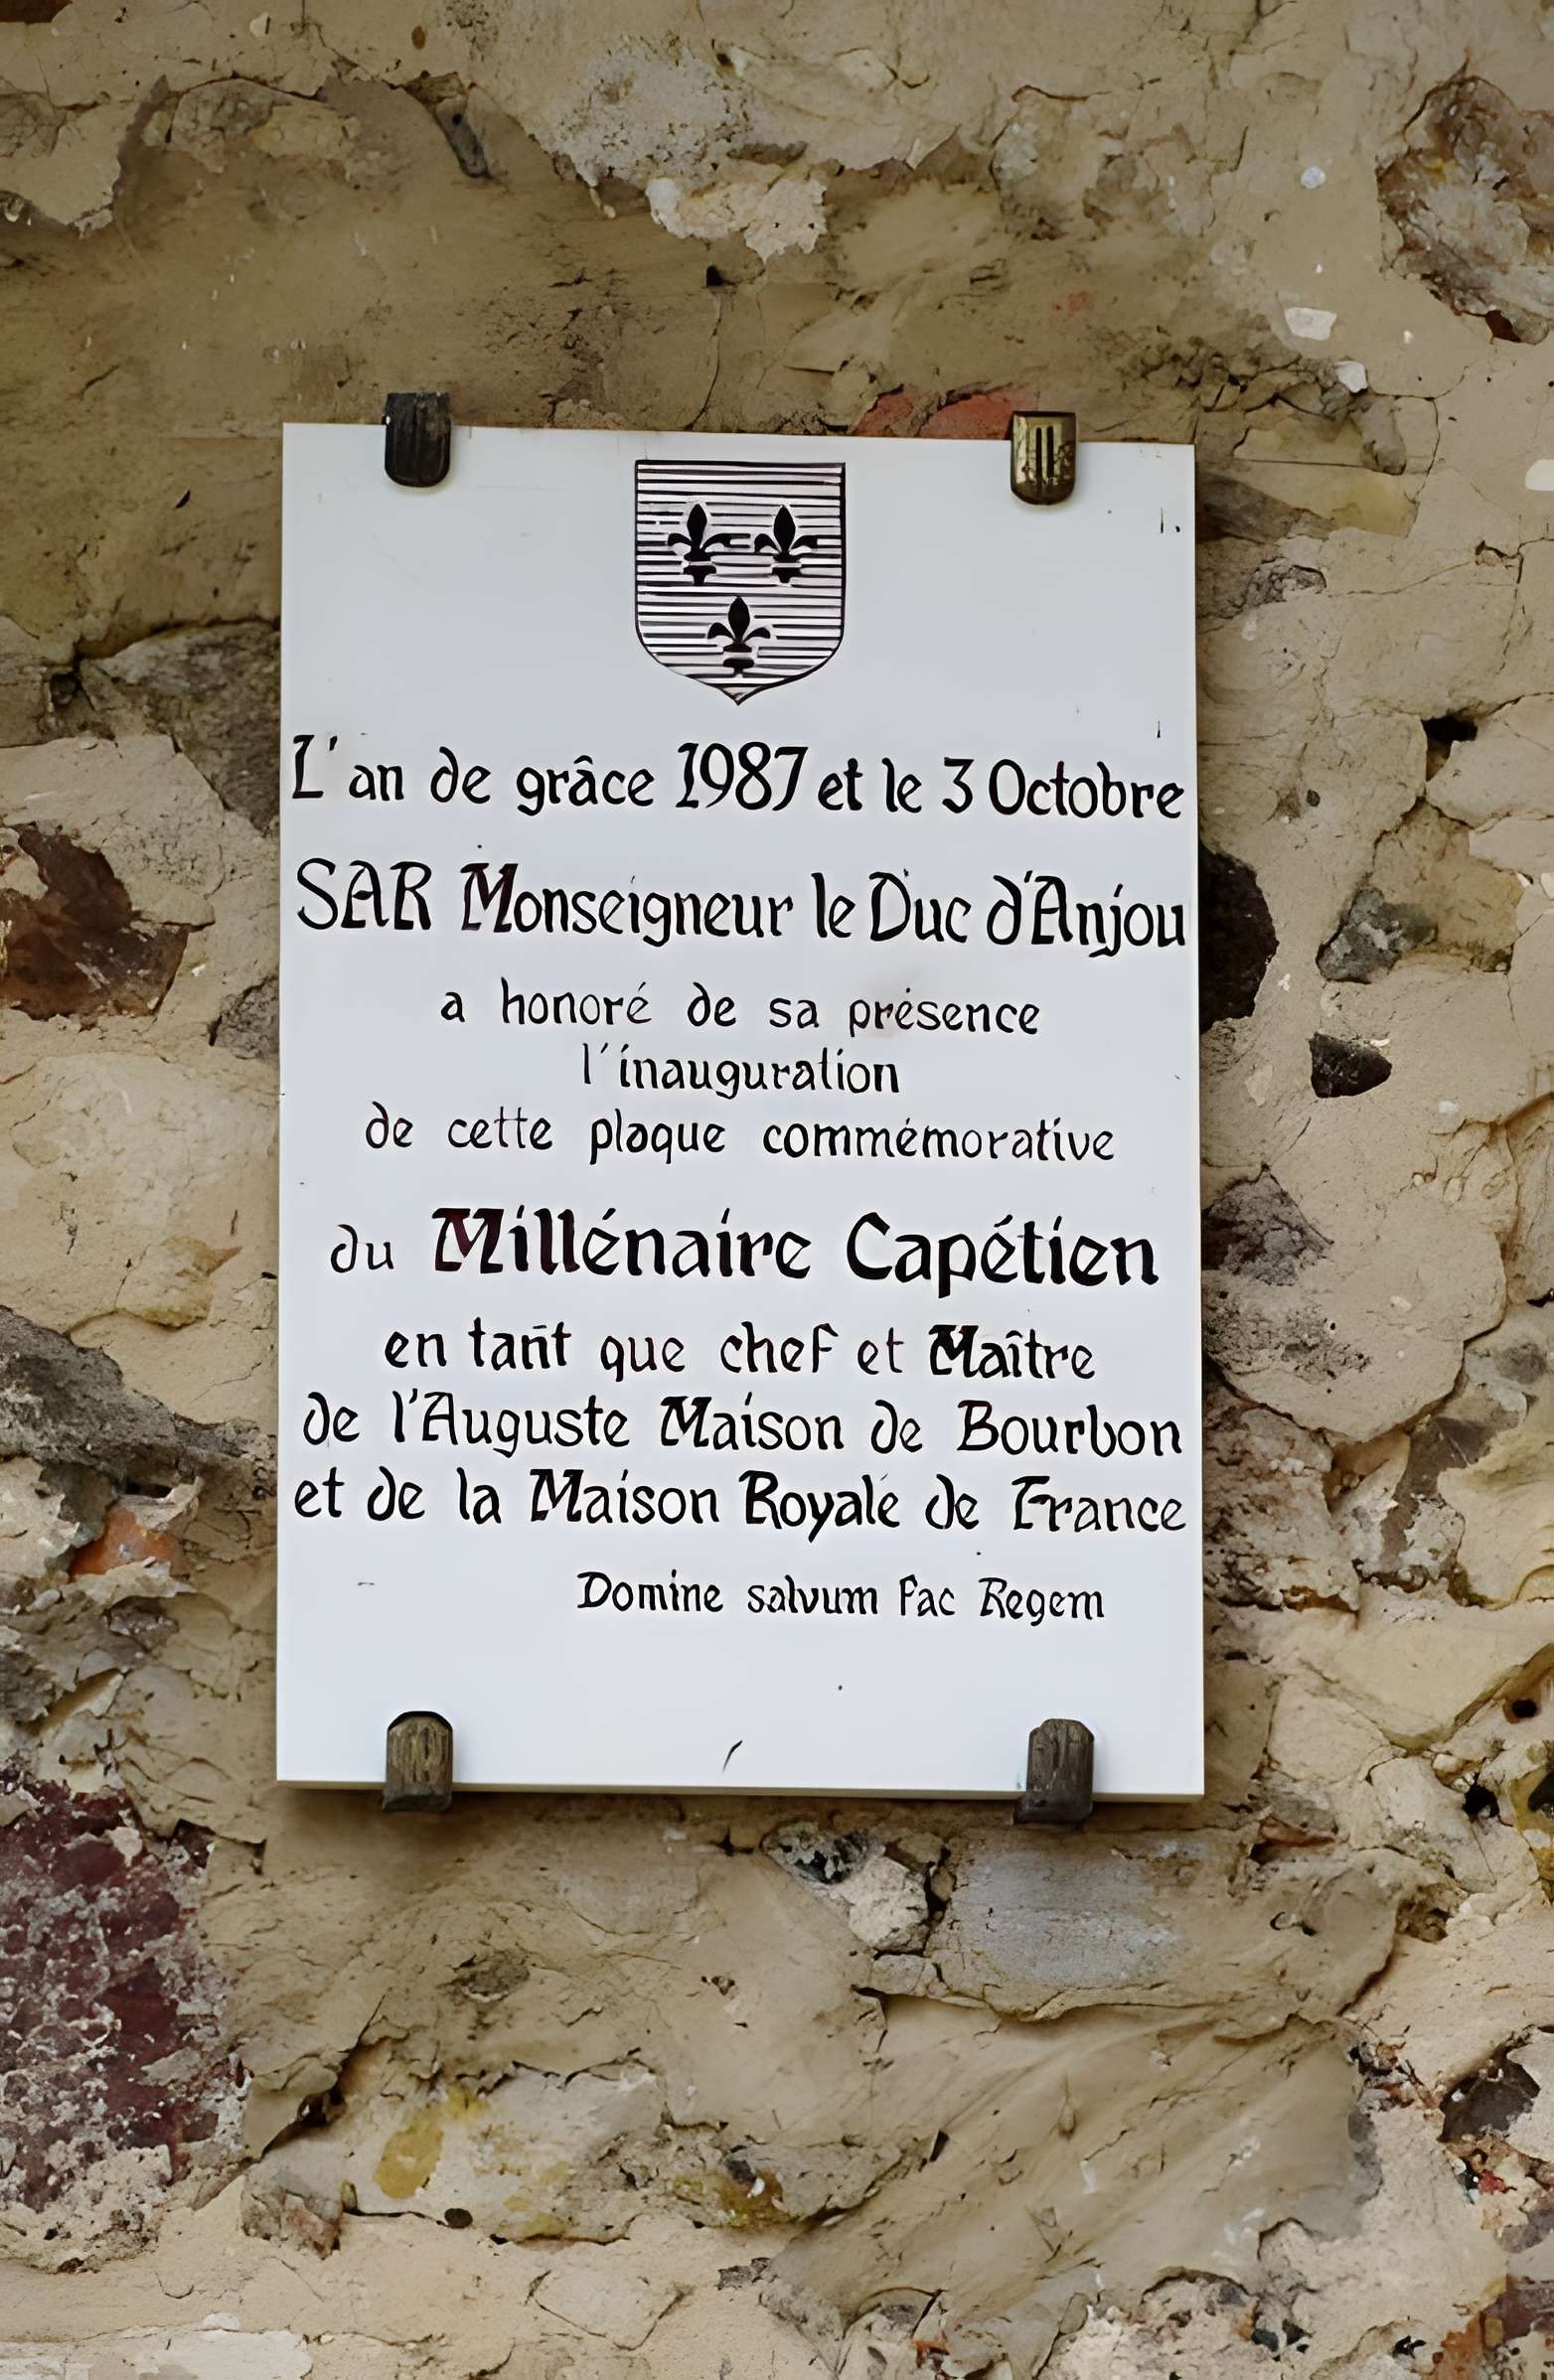 L'an de grâce 1987 et le 3 Octobre
SAR Monseigneur le Duc d'Anjou
a honoré de sa présence
l'inauguration
de cette plaque commémorative
du Millénaire Capétien
en tant que chef et Maître
de l'Auguste Maison de Bourbon
et de la Maison Royale de France
Domine salvum fac Regem